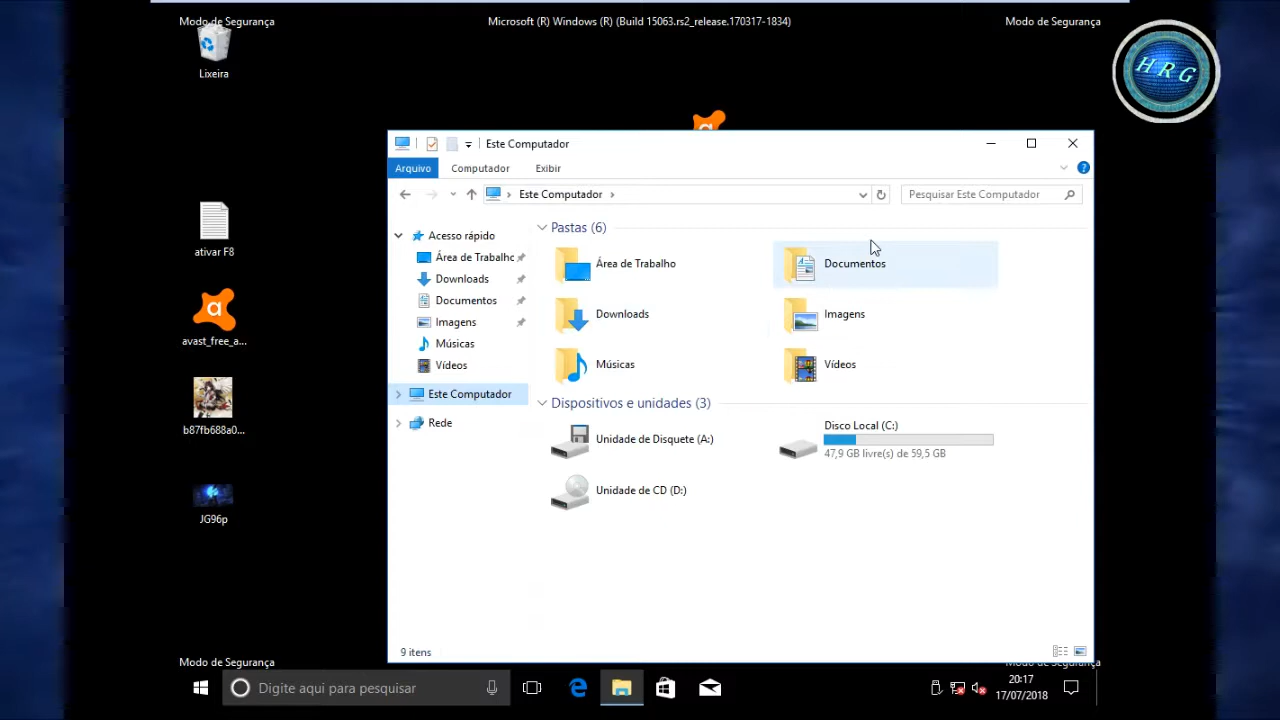 Modo de Segurança
Microsoft (R) Windows (R) (Build 15063.rs2_release.170317-1834)
Modo de Segurança
HRG
Lixeira
ativar F8
avast_free_a...
b87fb688a0...
JG96p
Este Computador
Arquivo
Computador
Exibir
Este Computador
Pesquisar Este Computador
Acesso rápido
Área de Trabalho
Downloads
Documentos
Imagens
Músicas
Vídeos
Este Computador
Rede
Pastas (6)
Área de Trabalho
Documentos
Downloads
Imagens
Músicas
Vídeos
Dispositivos e unidades (3)
Unidade de Disquete (A:)
Disco Local (C:)
47,9 GB livre(s) de 59,5 GB
Unidade de CD (D:)
9 itens
Modo de Segurança
Modo de Segurança
Digite aqui para pesquisar
20:17
17/07/2018